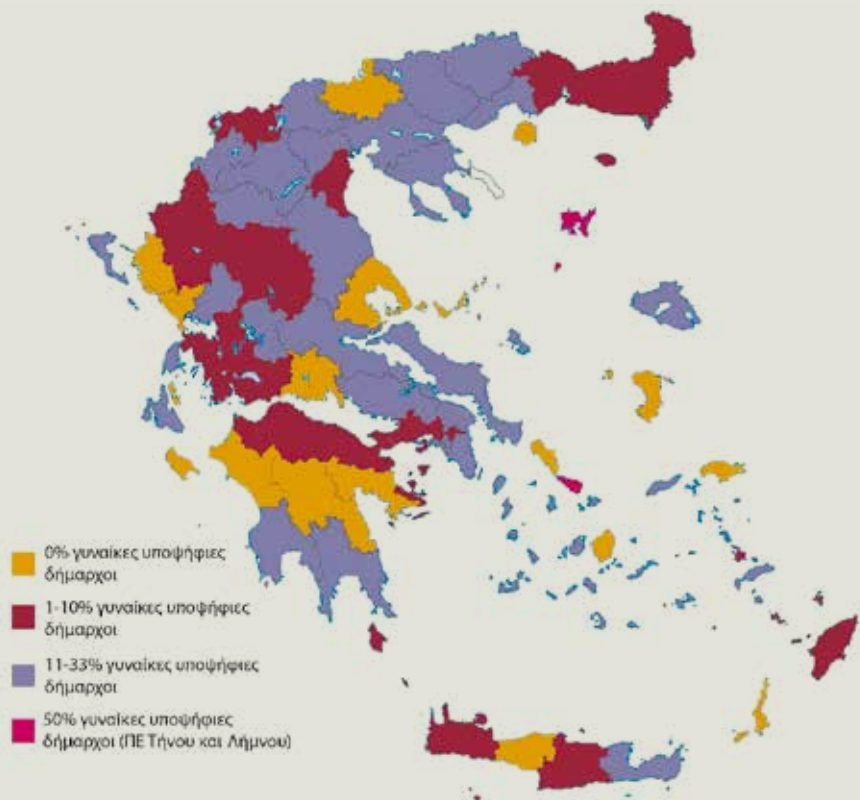 0% γυναίκες υποψήφιες
δήμαρχοι
1-10% γυναίκες υποψήφιες
δήμαρχοι
11-33% γυναίκες υποψήφιες
δήμαρχοι
50% γυναίκες υποψήφιες
δήμαρχοι (ΠΕ Τήνου και Λήμνου)